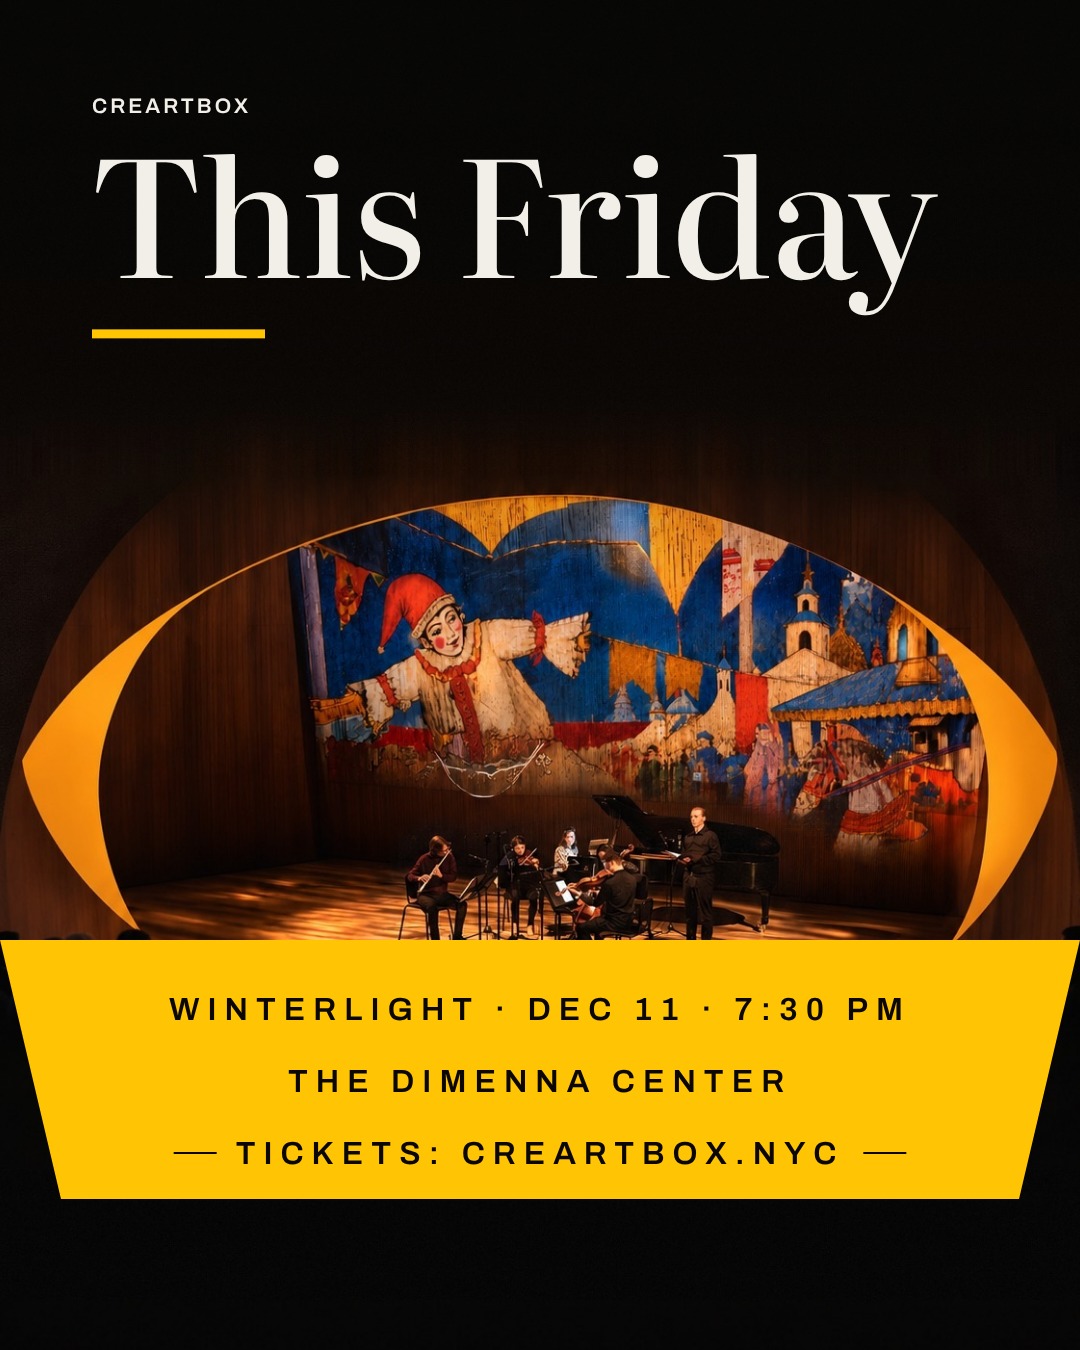 CREARTBOX
This Friday
WINTERLIGHT · DEC 11 · 7:30 PM
THE DIMENNA CENTER
— TICKETS: CREARTBOX.NYC —